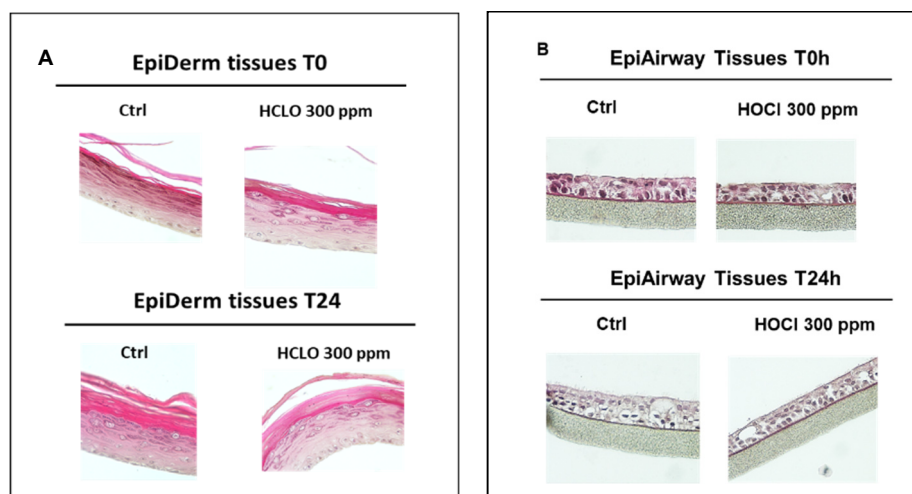 A
EpiDerm tissues T0
Ctrl HCLO 300 ppm
EpiDerm tissues T24
Ctrl HCLO 300 ppm
B
EpiAirway Tissues T0h
Ctrl HOCl 300 ppm
EpiAirway Tissues T24h
Ctrl HOCl 300 ppm